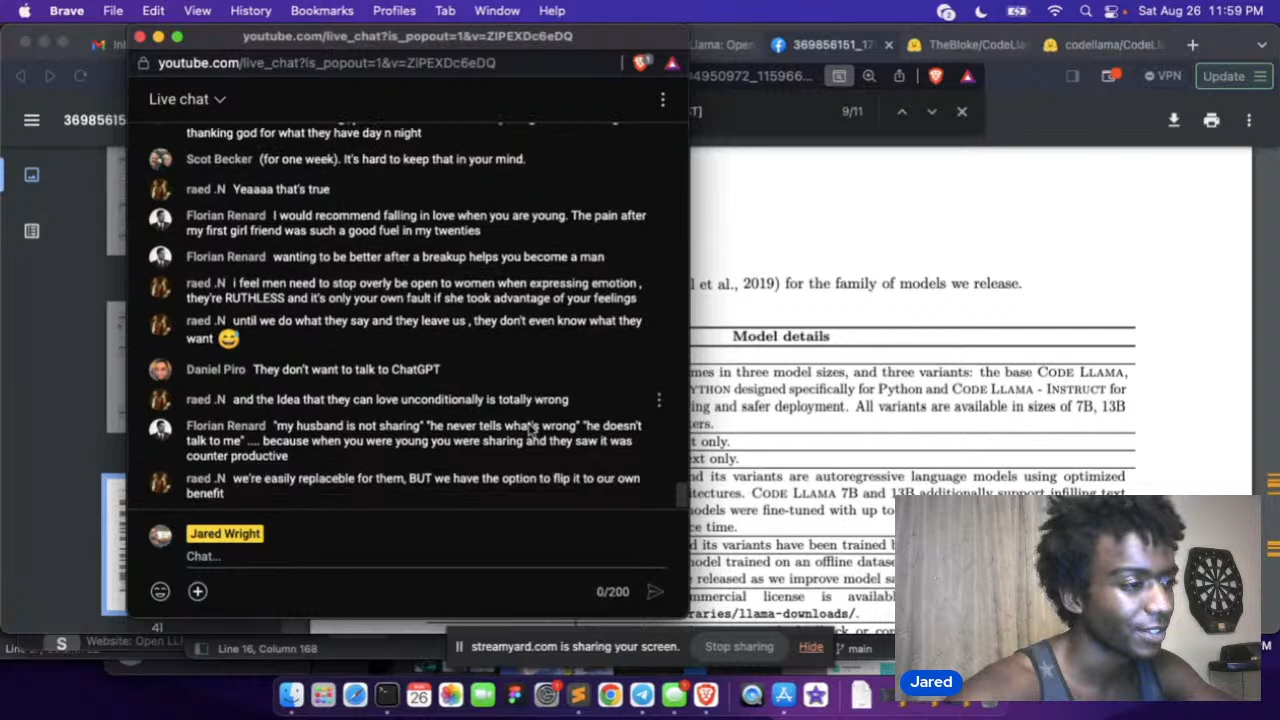 Brave File Edit View History Bookmarks Profiles Tab Window Help Sat Aug 26 11:59 PM
youtube.com/live_chat?is_popout=1&v=ZIPEXDc6eDQ
lama: Open 369856151_17 TheBloke/CodeLla codellama/CodeLl
youtube.com/live_chat?is_popout=1&v=ZIPEXDc6eDQ
4950972_115966... VPN Update
Live chat
36985615 9/11
thanking god for what they have day n night
Scot Becker (for one week). It's hard to keep that in your mind.
raed .N Yeaaaa that's true
Florian Renard I would recommend falling in love when you are young. The pain after
my first girl friend was such a good fuel in my twenties
Florian Renard wanting to be better after a breakup helps you become a man
raed .N i feel men need to stop overly be open to women when expressing emotion ,
they're RUTHLESS and it's only your own fault if she took advantage of your feelings
raed .N until we do what they say and they leave us , they don't even know what they
want 😅
Daniel Piro They don't want to talk to ChatGPT
raed .N and the Idea that they can love unconditionally is totally wrong
Florian Renard "my husband is not sharing" "he never tells what's wrong" "he doesn't
talk to me" .... because when you were young you were sharing and they saw it was
counter productive
raed .N we're easily replaceble for them, BUT we have the option to flip it to our own
benefit
Jared Wright
Chat...
0/200
l et al., 2019) for the family of models we release.
Model details
mes in three model sizes, and three variants: the base CODE LLAMA,
YTHON designed specifically for Python and CODE LLAMA - INSTRUCT for
ng and safer deployment. All variants are available in sizes of 7B, 13B
ters.
t only.
ext only.
nd its variants are autoregressive language models using optimized
itectures. CODE LLAMA 7B and 13B additionally support infilling text
odels were fine-tuned with up to
ce time.
nd its variants have been trained b
odel trained on an offline datase
released as we improve model sa
mmercial license is availab
raries/llama-downloads/.
41
S Website: Open LL
Line 16, Column 168
streamyard.com is sharing your screen. Stop sharing Hide
main
Jared